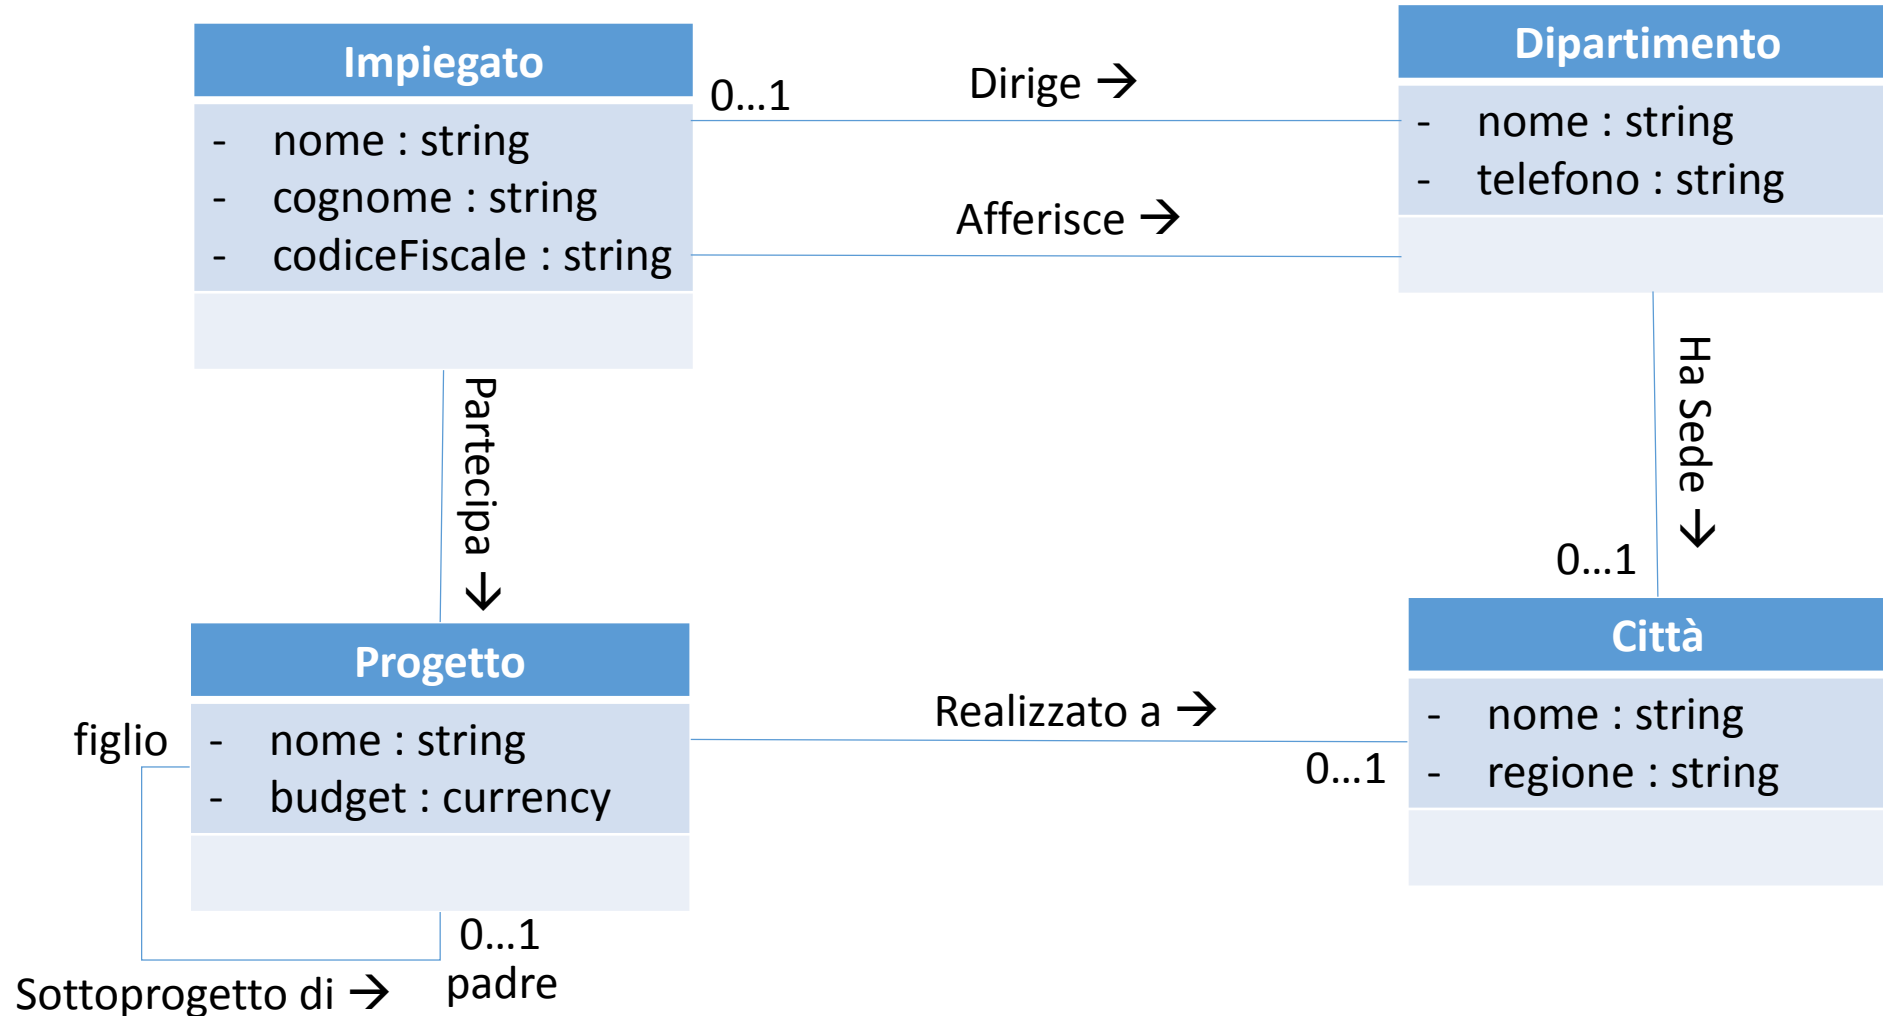 Impiegato
- nome : string
- cognome : string
- codiceFiscale : string
0...1
Dirige →
Afferisce →
Dipartimento
- nome : string
- telefono : string
Partecipa →
Ha Sede →
0...1
Progetto
- nome : string
- budget : currency
Realizzato a →
0...1
Città
- nome : string
- regione : string
figlio
0...1
padre
Sottoprogetto di →